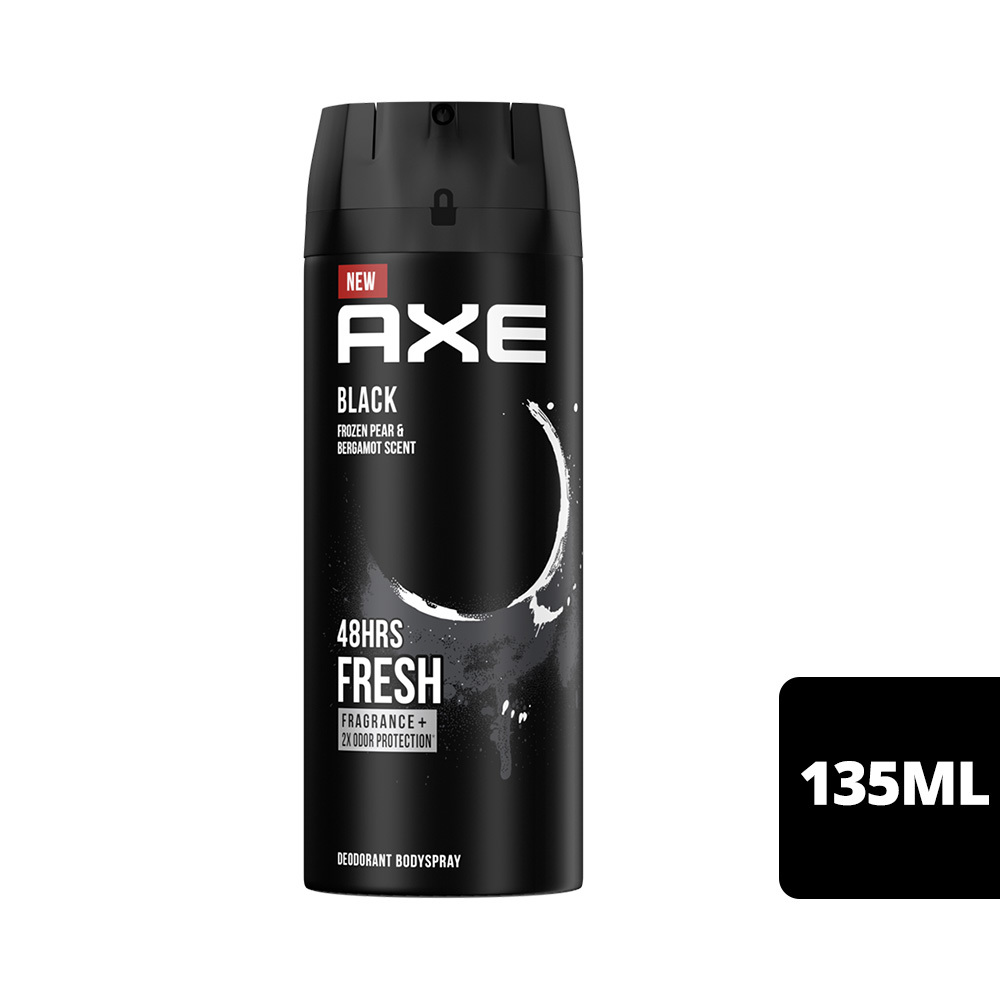 NEW
AXE
BLACK
FROZEN PEAR &
BERGAMOT SCENT
48HRS
FRESH
FRAGRANCE+
2X ODOR PROTECTION*
DEODORANT BODYSPRAY
135ML